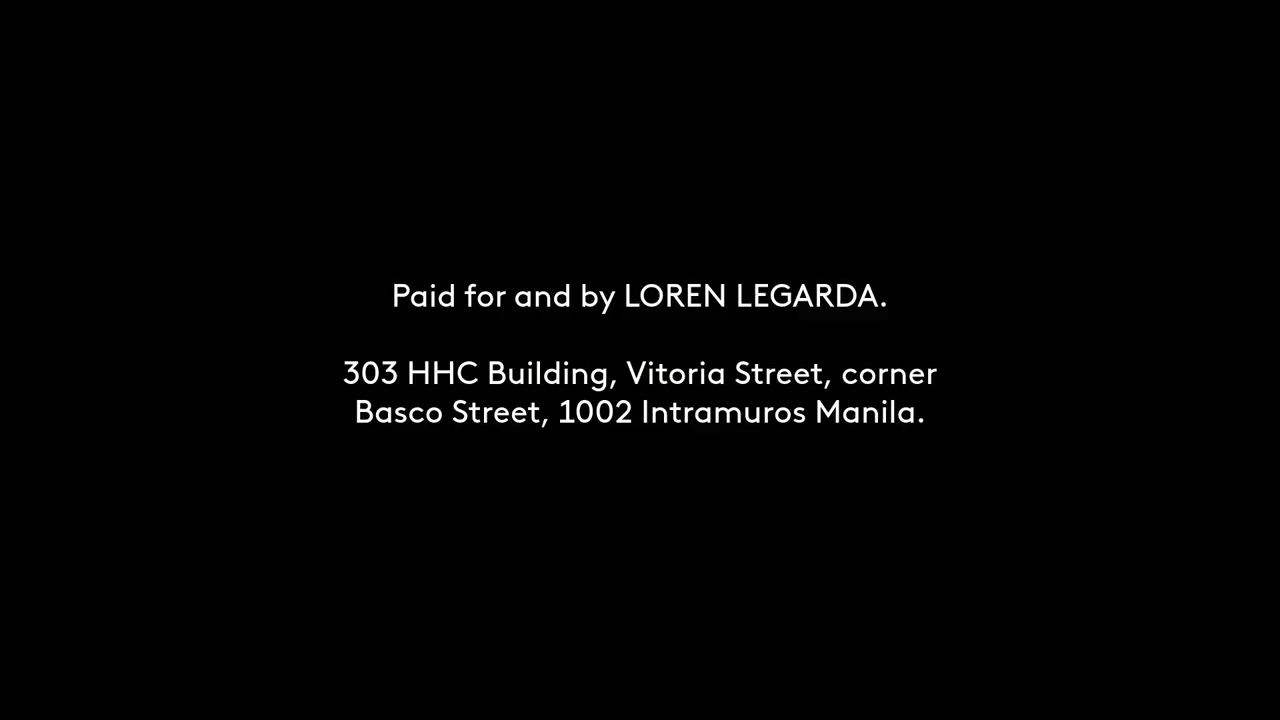 Paid for and by LOREN LEGARDA.
303 HHC Building, Vitoria Street, corner
Basco Street, 1002 Intramuros Manila.